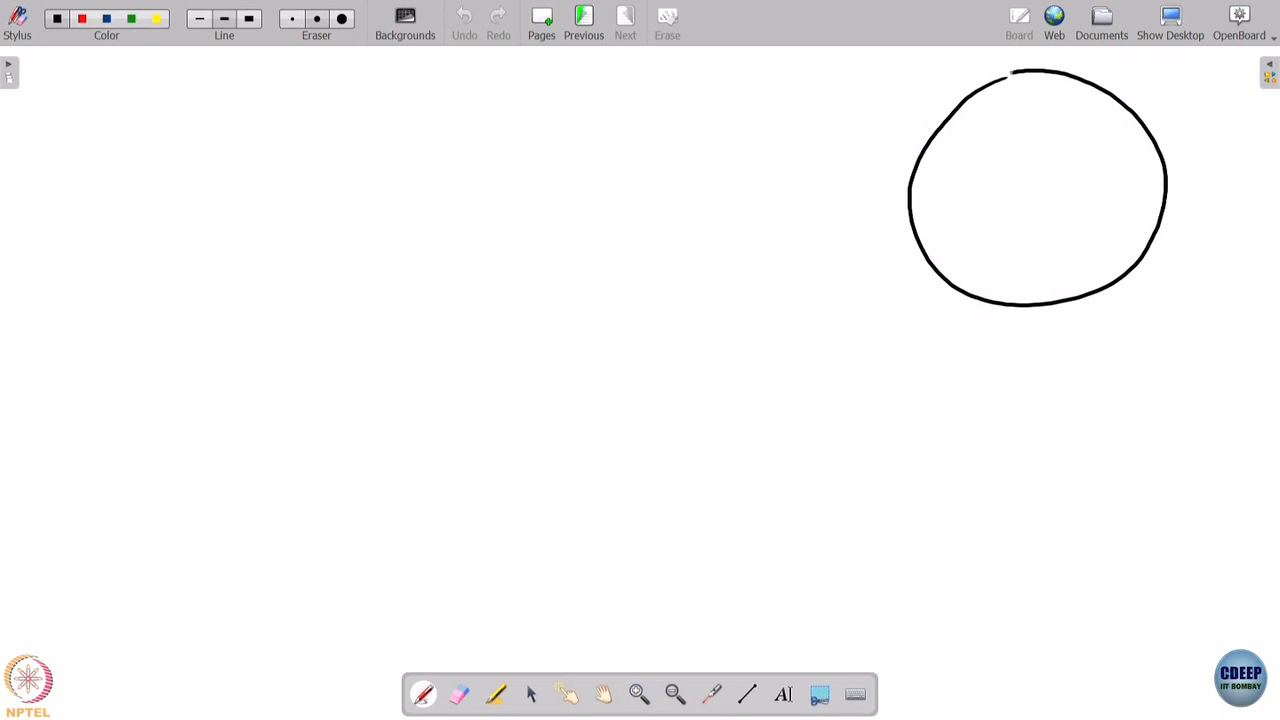 Stylus
Color
Line
Eraser
Backgrounds
Undo
Redo
Pages
Previous
Next
Erase
Board
Web
Documents
Show Desktop
OpenBoard
AI
NPTEL
CDEEP
IIT BOMBAY